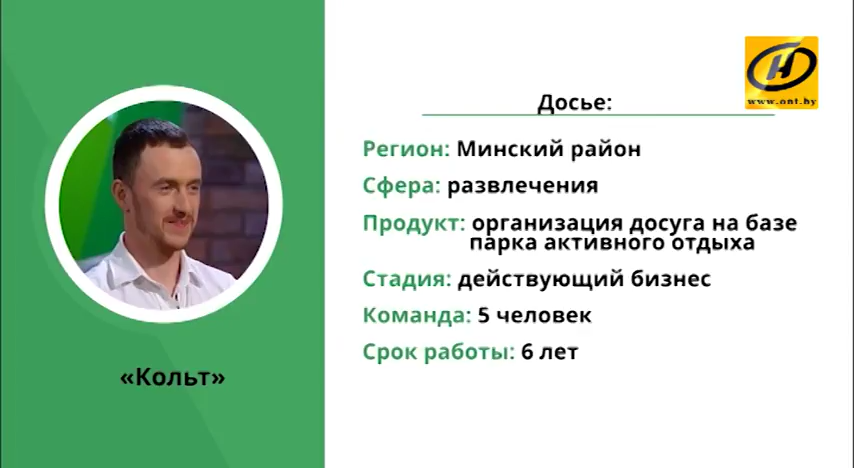 www.ont.by
Досье:
Регион: Минский район
Сфера: развлечения
Продукт: организация досуга на базе
парка активного отдыха
Стадия: действующий бизнес
Команда: 5 человек
Срок работы: 6 лет
«Кольт»